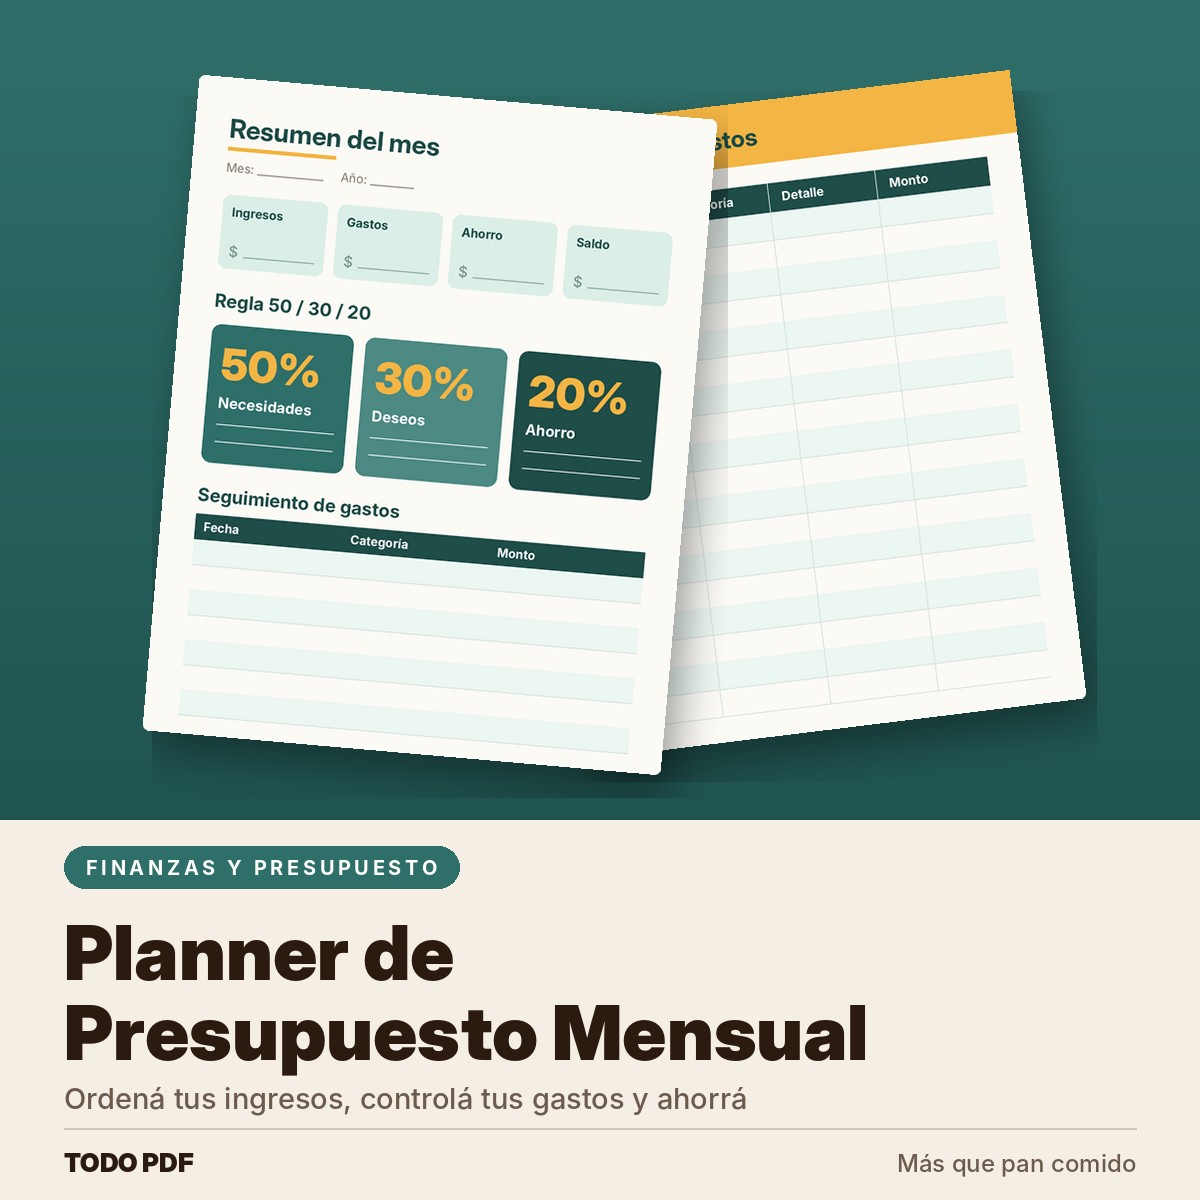 Resumen del mes
Mes: Año:
Ingresos Gastos Ahorro Saldo
$ $ $ $
Regla 50 / 30 / 20
50% 30% 20%
Necesidades Deseos Ahorro
Seguimiento de gastos
Fecha Categoría Monto
stos
oría Detalle Monto
FINANZAS Y PRESUPUESTO
Planner de
Presupuesto Mensual
Ordená tus ingresos, controlá tus gastos y ahorrá
TODO PDF
Más que pan comido